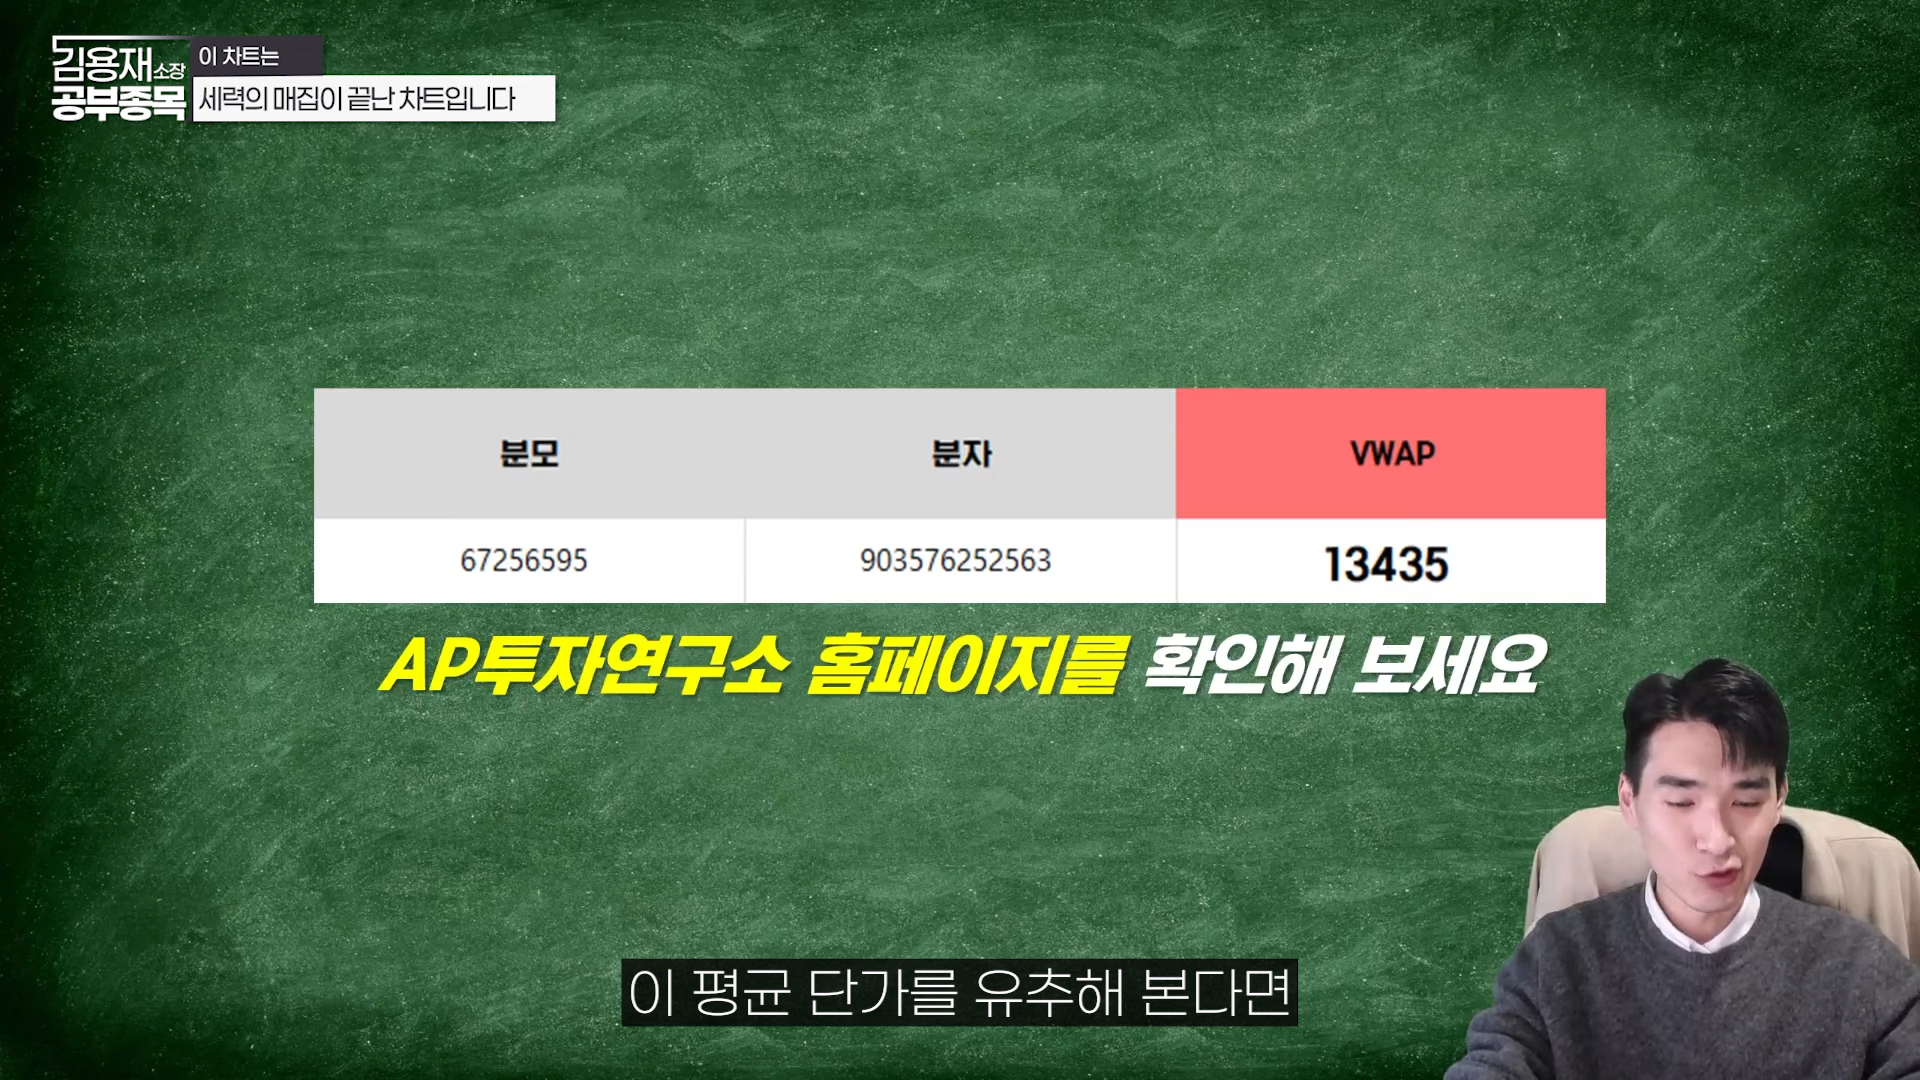 김용재소장
공부종목
이 차트는
세력의 매집이 끝난 차트입니다
분모 분자 VWAP
67256595 903576252563 13435
AP투자연구소 홈페이지를 확인해 보세요
이 평균 단가를 유추해 본다면